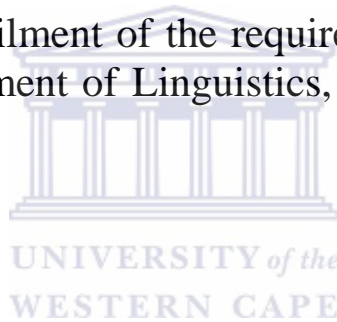 ilment of the require
ment of Linguistics,
UNIVERSITY of the
WESTERN CAPE